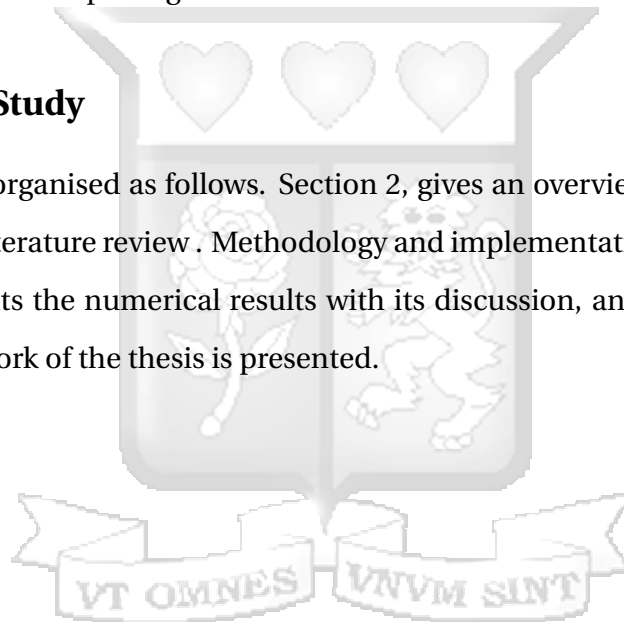 Study
organised as follows. Section 2, gives an overvie
terature review . Methodology and implementati
ts the numerical results with its discussion, an
ork of the thesis is presented.
VT OMNES VNVM SINT